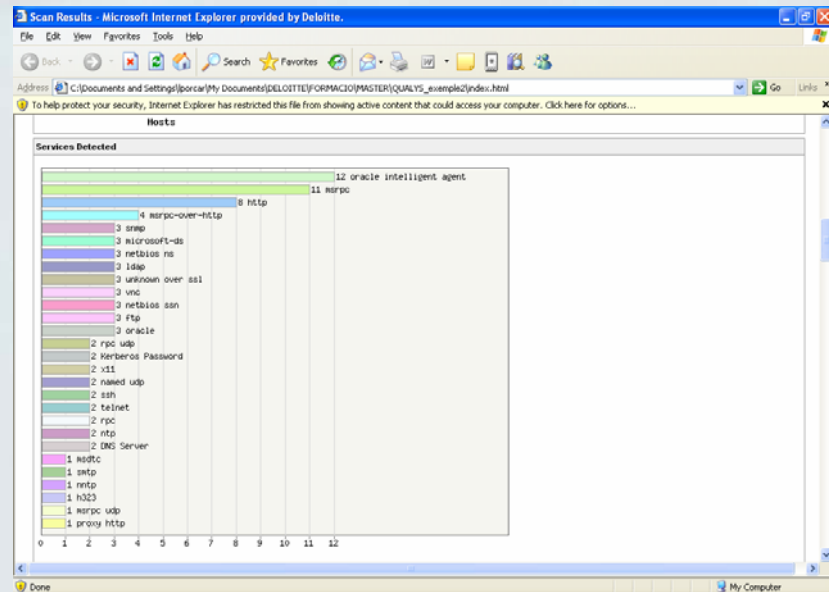 Scan Results - Microsoft Internet Explorer provided by Deloitte.
File Edit View Favorites Tools Help
Back Search Favorites
Address C:\Documents and Settings\lporcar\My Documents\DELOITTE\FORMACIO\MASTER\QUALYS_exemple2\index.html Go Links
To help protect your security, Internet Explorer has restricted this file from showing active content that could access your computer. Click here for options...
Hosts
Services Detected
12 oracle intelligent agent
11 msrpc
8 http
4 msrpc-over-http
3 snmp
3 microsoft-ds
3 netbios ns
3 ldap
3 unknown over ssl
3 vnc
3 netbios ssn
3 ftp
3 oracle
2 rpc udp
2 Kerberos Password
2 x11
2 named udp
2 ssh
2 telnet
2 rpc
2 ntp
2 DNS Server
1 msdtc
1 smtp
1 nntp
1 h323
1 msrpc udp
1 proxy http
0 1 2 3 4 5 6 7 8 9 10 11 12
Done My Computer